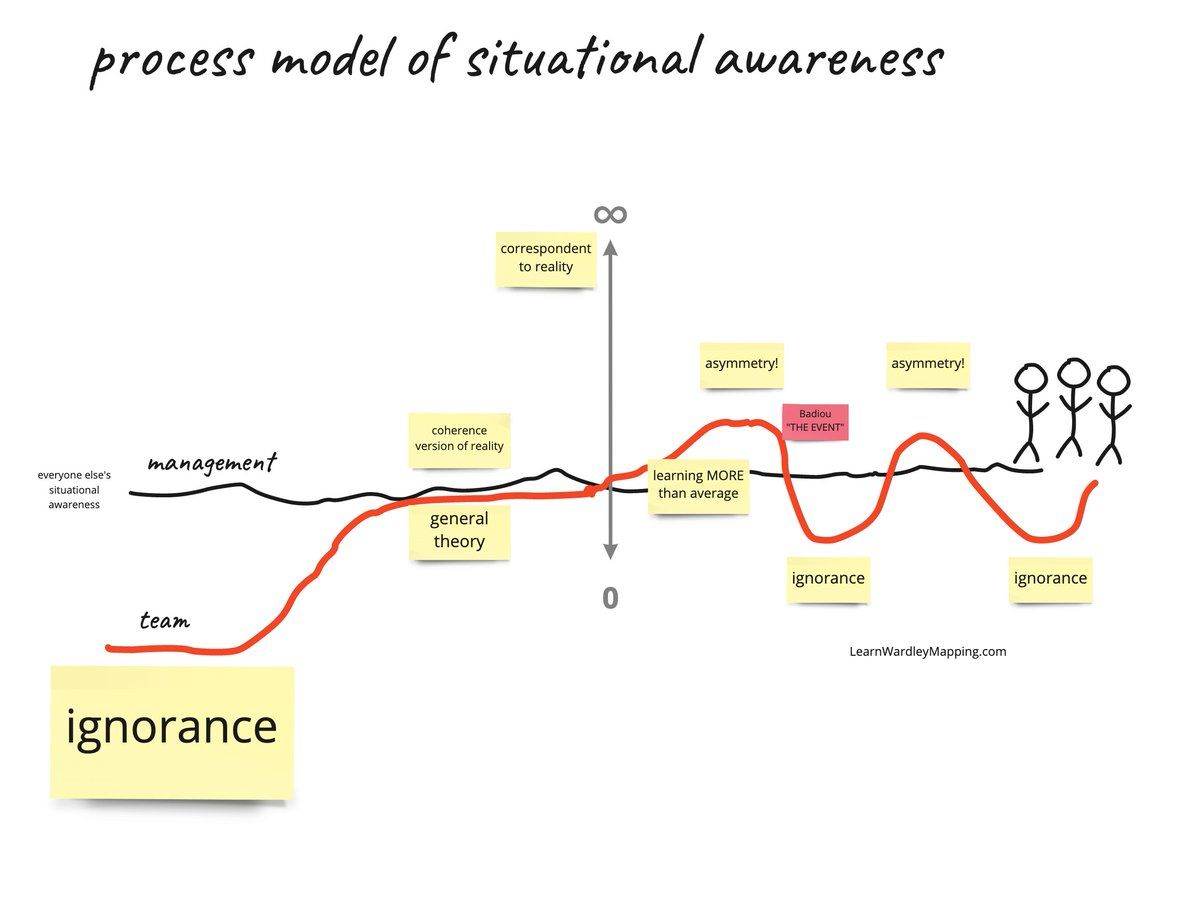 process model of situational awareness
∞
correspondent
to reality
asymmetry!
asymmetry!
Badiou
"THE EVENT"
coherence
version of reality
management
everyone else's
situational
awareness
learning MORE
than average
general
theory
ignorance
ignorance
0
team
LearnWardleyMapping.com
ignorance